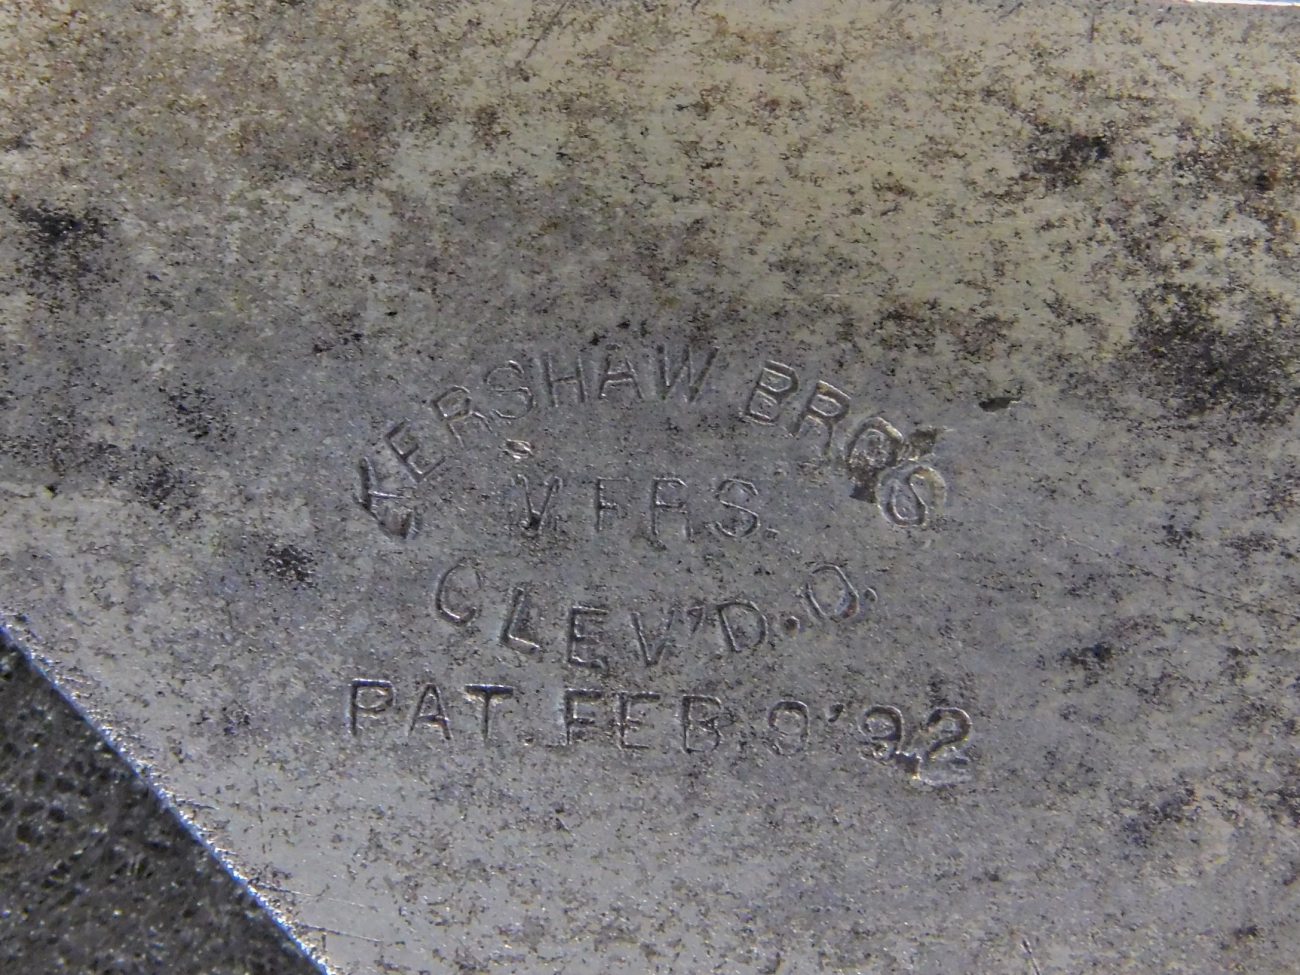 KERSHAW BROS
MFRS.
CLEV'D.O.
PAT.FEB.9'92